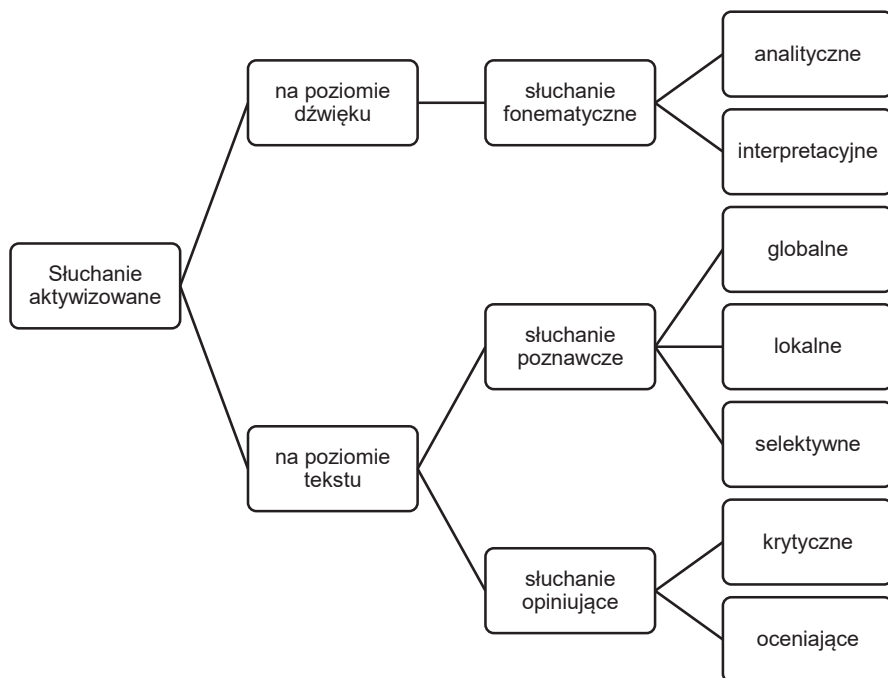 Słuchanie
aktywizowane
na poziomie
dźwięku
słuchanie
fonematyczne
analityczne
interpretacyjne
na poziomie
tekstu
słuchanie
poznawcze
globalne
lokalne
selektywne
słuchanie
opiniujące
krytyczne
oceniające